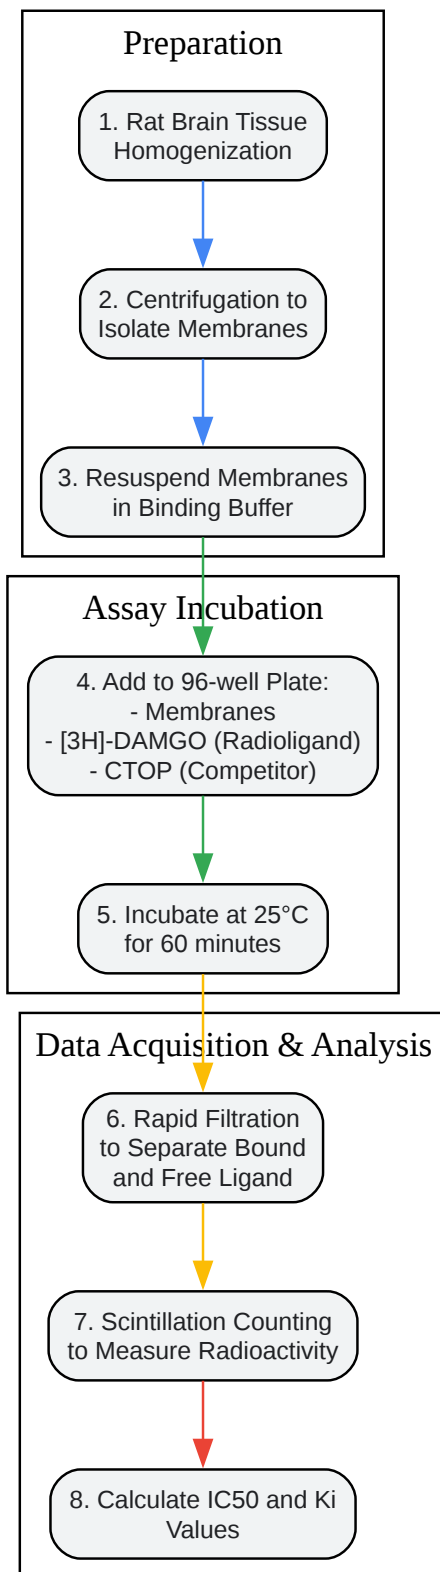 Preparation
1. Rat Brain Tissue
Homogenization
2. Centrifugation to
Isolate Membranes
3. Resuspend Membranes
in Binding Buffer
Assay Incubation
4. Add to 96-well Plate:
- Membranes
- [3H]-DAMGO (Radioligand)
- CTOP (Competitor)
5. Incubate at 25°C
for 60 minutes
Data Acquisition & Analysis
6. Rapid Filtration
to Separate Bound
and Free Ligand
7. Scintillation Counting
to Measure Radioactivity
8. Calculate IC50 and Ki
Values